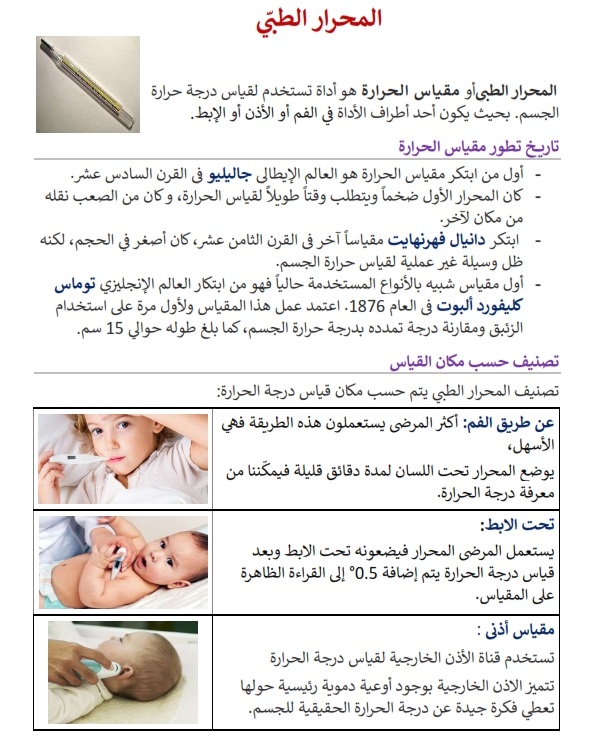 المحرار الطبّي
المحرار الطبي أو مقياس الحرارة هو أداة تستخدم لقياس درجة حرارة
الجسم. بحيث يكون أحد أطراف الأداة في الفم أو الأذن أو الإبط.
تاريخ تطور مقياس الحرارة
- أول من ابتكر مقياس الحرارة هو العالم الإيطالى جاليليو فى القرن السادس عشر.
- كان المحرار الأول ضخماً ويتطلب وقتاً طويلاً لقياس الحرارة، وكان من الصعب نقله
من مكان لآخر.
- ابتكر دانيال فهرنهايت مقياساً آخر فى القرن الثامن عشر، كان أصغر في الحجم، لكنه
ظل وسيلة غير عملية لقياس حرارة الجسم.
- أول مقياس شبيه بالأنواع المستخدمة حالياً فهو من ابتكار العالم الإنجليزي توماس
كليفورد ألبوت فى العام 1876. اعتمد عمل هذا المقياس ولأول مرة على استخدام
الزئبق ومقارنة درجة تمدده بدرجة حرارة الجسم، كما بلغ طوله حوالي 15 سم.
تصنيف حسب مكان القياس
تصنيف المحرار الطبي يتم حسب مكان قياس درجة الحرارة:
عن طريق الفم: أكثر المرضى يستعملون هذه الطريقة فهي
الأسهل،
يوضع المحرار تحت اللسان لمدة دقائق قليلة فيمكّننا من
معرفة درجة الحرارة.
تحت الابط:
يستعمل المرضى المحرار فيضعونه تحت الابط وبعد
قياس درجة الحرارة يتم إضافة 0.5° إلى القراءة الظاهرة
على المقياس.
مقياس أذنى :
تستخدم قناة الأذن الخارجية لقياس درجة الحرارة
تتميز الاذن الخارجية بوجود أوعية دموية رئيسية حولها
تعطي فكرة جيدة عن درجة الحرارة الحقيقية للجسم.